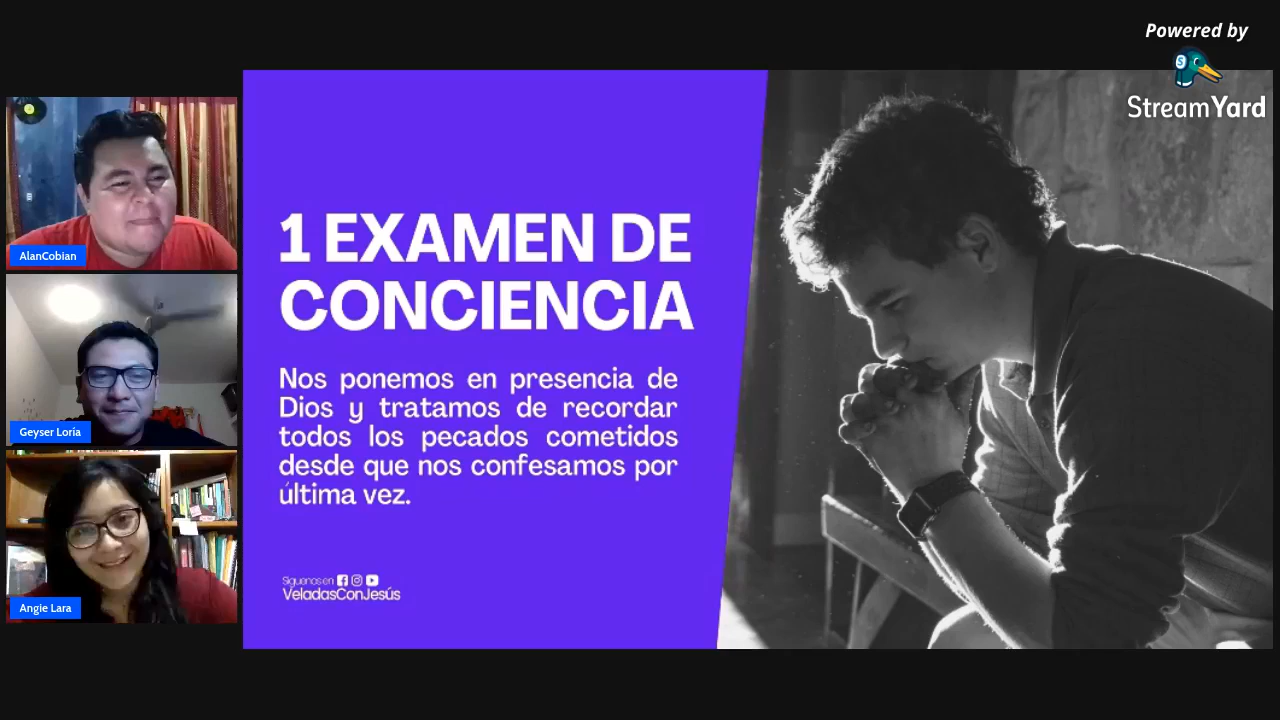 Powered by
StreamYard
AlanCobian
Geyser Loría
Angie Lara
1 EXAMEN DE
CONCIENCIA
Nos ponemos en presencia de
Dios y tratamos de recordar
todos los pecados cometidos
desde que nos confesamos por
última vez.
Síguenos en
VeladasConJesús